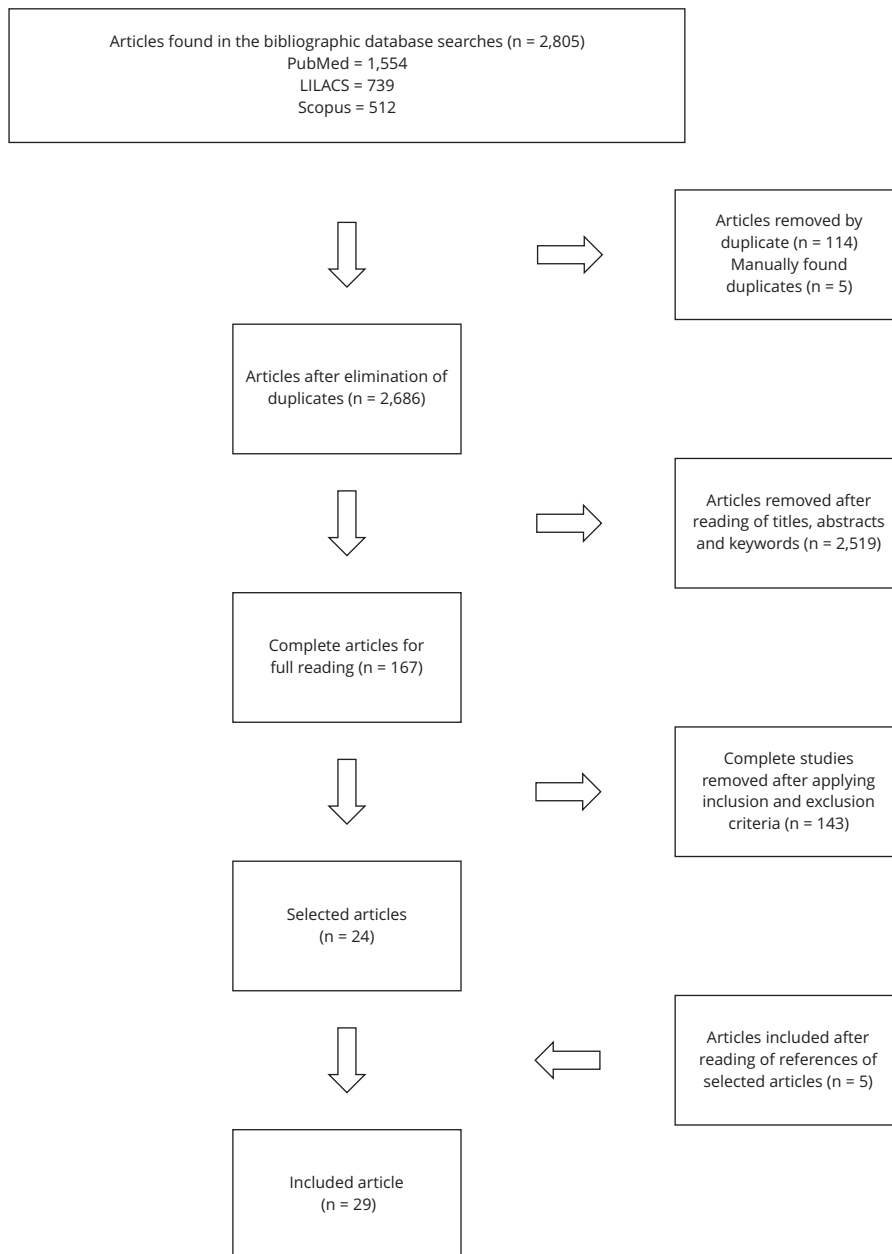 Articles found in the bibliographic database searches (n = 2,805)
PubMed = 1,554
LILACS = 739
Scopus = 512
Articles removed by
duplicate (n = 114)
Manually found
duplicates (n = 5)
Articles after elimination of
duplicates (n = 2,686)
Articles removed after
reading of titles, abstracts
and keywords (n = 2,519)
Complete articles for
full reading (n = 167)
Complete studies
removed after applying
inclusion and exclusion
criteria (n = 143)
Selected articles
(n = 24)
Articles included after
reading of references of
selected articles (n = 5)
Included article
(n = 29)